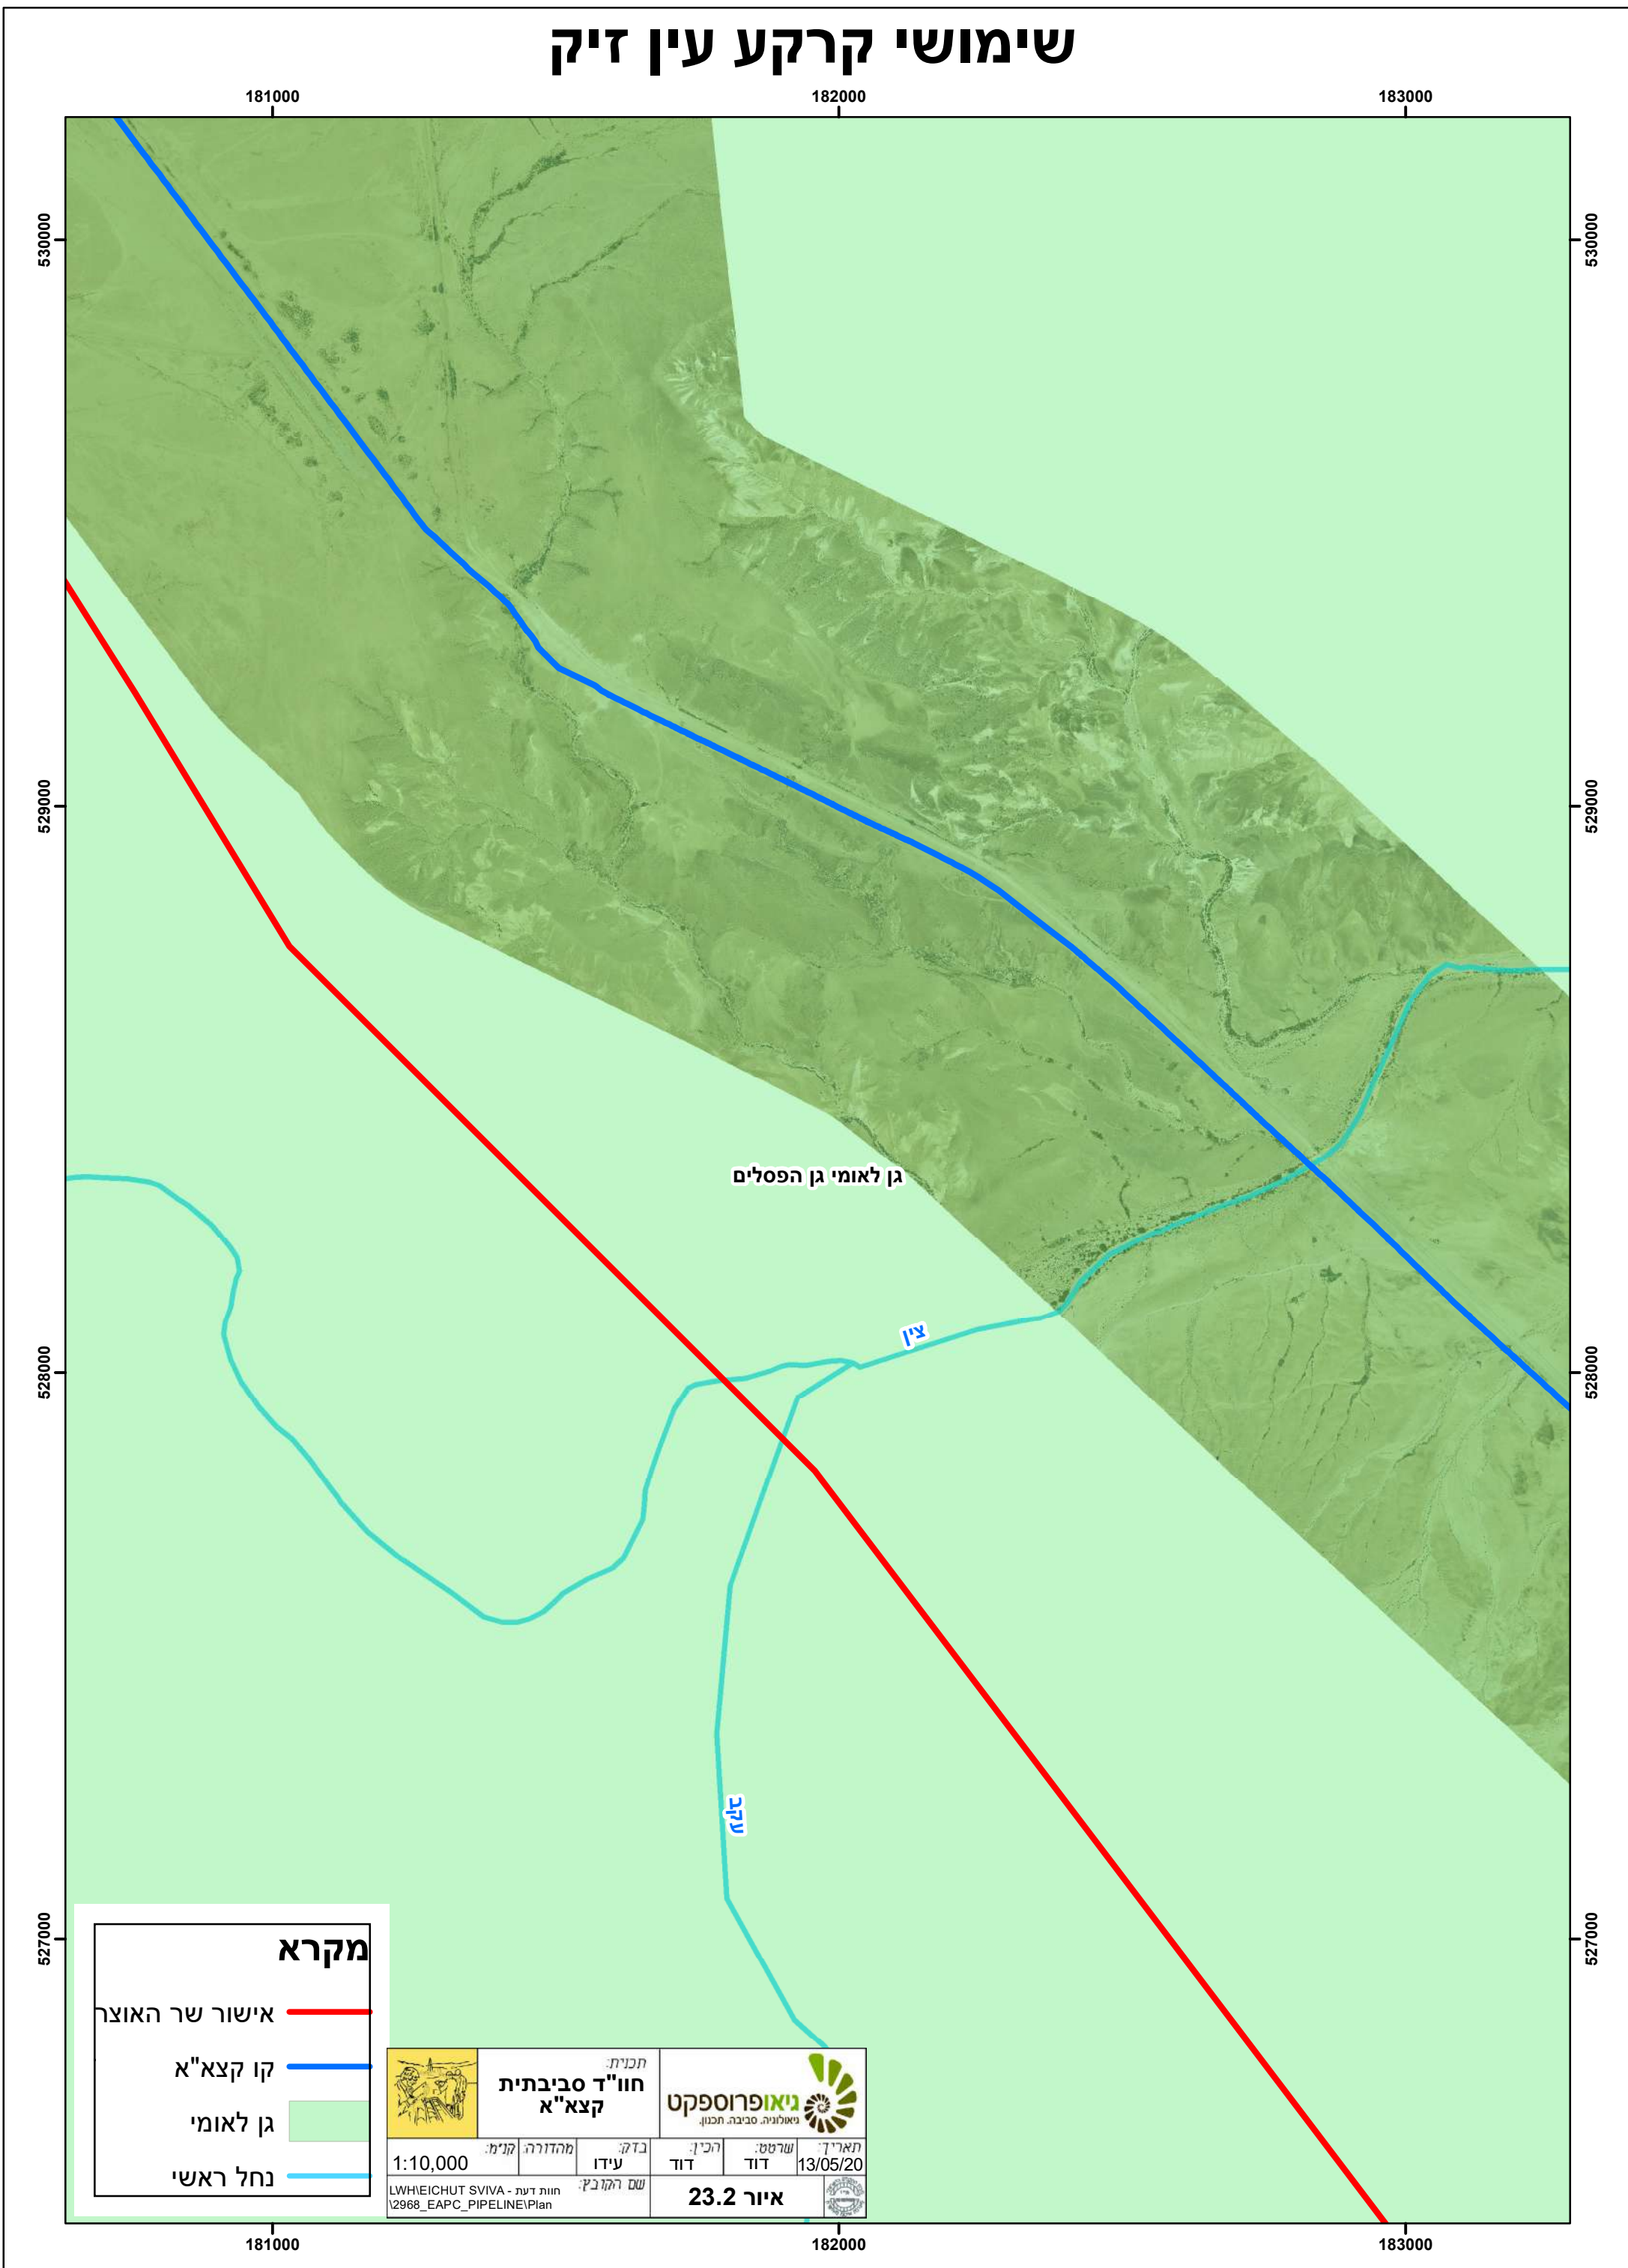 שימושי קרקע עין זיק
181000 182000 183000
530000 530000
529000 529000
גן לאומי גן הפסלים
צין
528000 528000
עקב
527000 527000
מקרא
אישור שר האוצר
קו קצא"א
גן לאומי
נחל ראשי
גיאופרוספקט
גיאולוגיה. סביבה. תכנון.
תכנית:
חוו"ד סביבתית
קצא"א
תאריך: שרטט: הכין: בדק: מהדורה: קנ"מ:
13/05/20 דוד דוד עידו 1:10,000
איור 23.2
שם הקובץ:
חוות דעת - LWH\EICHUT SVIVA
\2968_EAPC_PIPELINE\Plan
181000 182000 183000